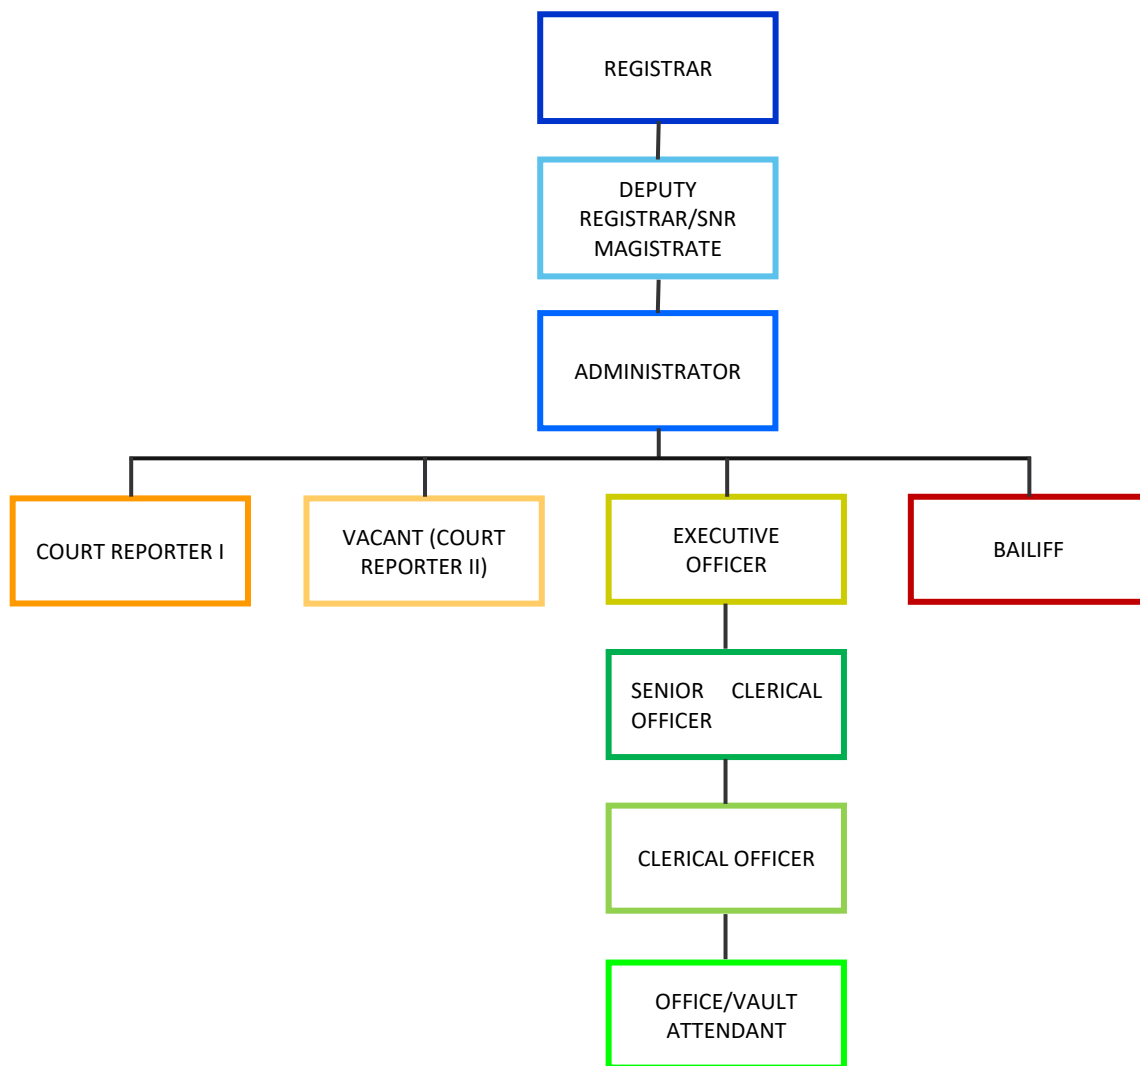 REGISTRAR
DEPUTY
REGISTRAR/SNR
MAGISTRATE
ADMINISTRATOR
COURT REPORTER I
VACANT (COURT
REPORTER II)
EXECUTIVE
OFFICER
BAILIFF
SENIOR CLERICAL
OFFICER
CLERICAL OFFICER
OFFICE/VAULT
ATTENDANT